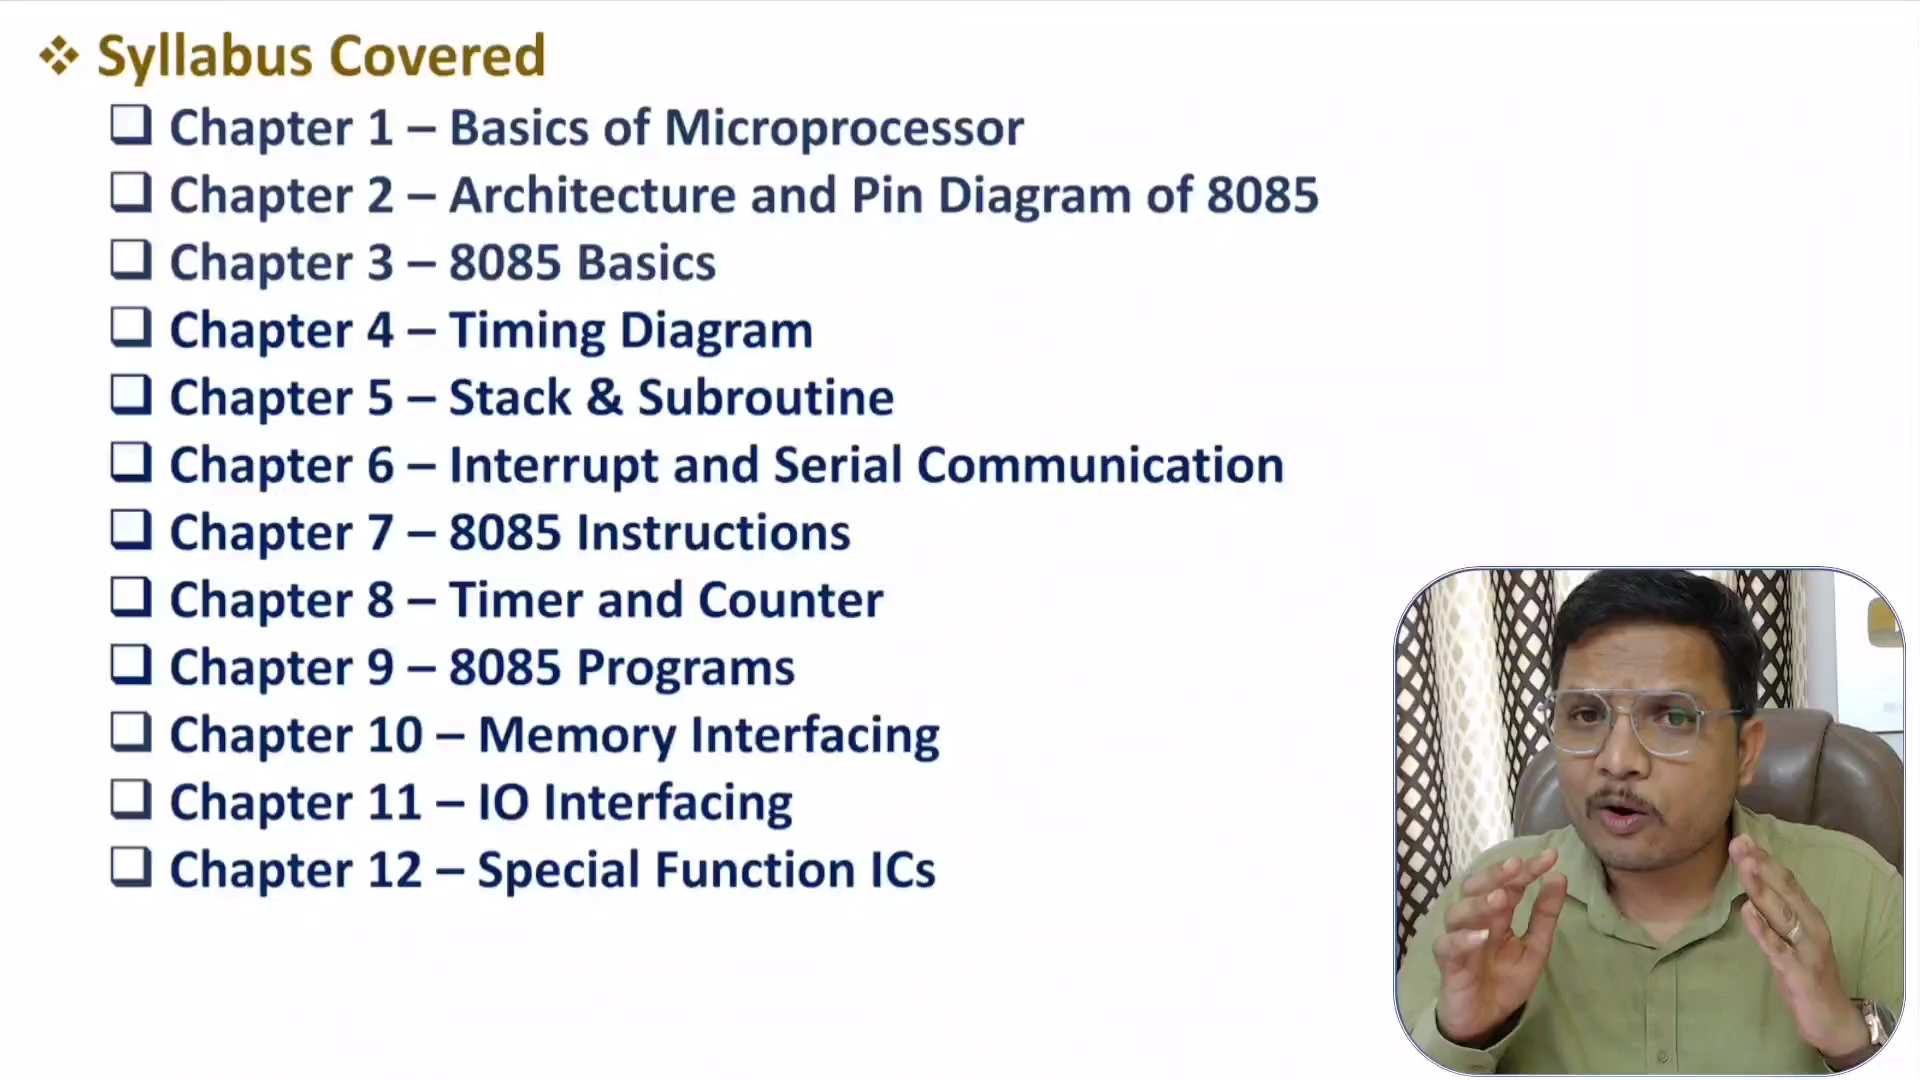 Syllabus Covered
Chapter 1 – Basics of Microprocessor
Chapter 2 – Architecture and Pin Diagram of 8085
Chapter 3 – 8085 Basics
Chapter 4 – Timing Diagram
Chapter 5 – Stack & Subroutine
Chapter 6 – Interrupt and Serial Communication
Chapter 7 – 8085 Instructions
Chapter 8 – Timer and Counter
Chapter 9 – 8085 Programs
Chapter 10 – Memory Interfacing
Chapter 11 – IO Interfacing
Chapter 12 – Special Function ICs